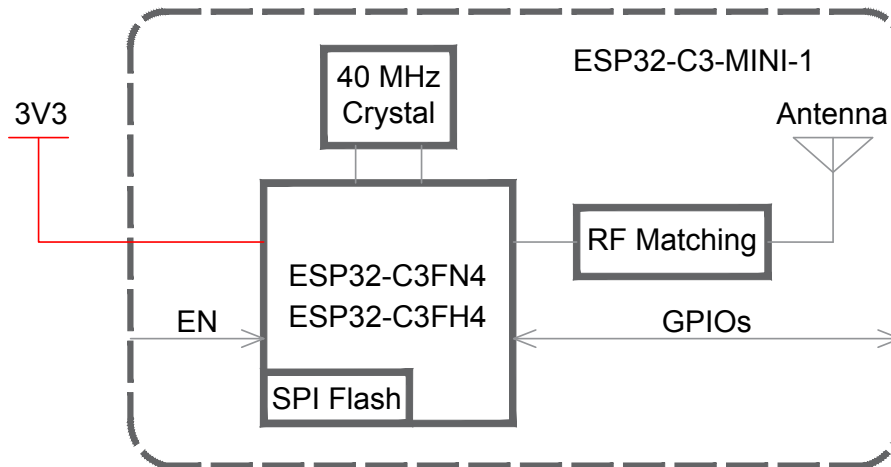 ESP32-C3-MINI-1
40 MHz
Crystal
3V3
Antenna
RF Matching
ESP32-C3FN4
ESP32-C3FH4
EN
GPIOs
SPI Flash